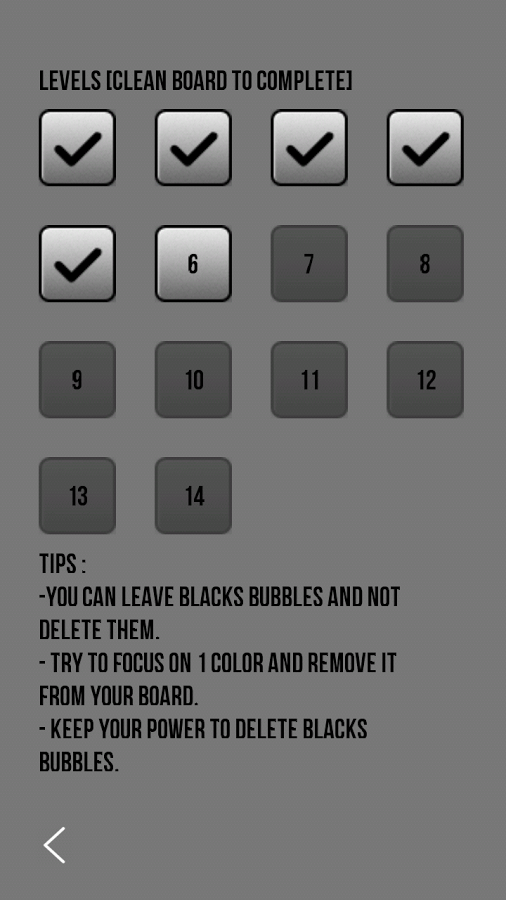 LEVELS [CLEAN BOARD TO COMPLETE]
6 7 8
9 10 11 12
13 14
TIPS :
-YOU CAN LEAVE BLACKS BUBBLES AND NOT
DELETE THEM.
- TRY TO FOCUS ON 1 COLOR AND REMOVE IT
FROM YOUR BOARD.
- KEEP YOUR POWER TO DELETE BLACKS
BUBBLES.